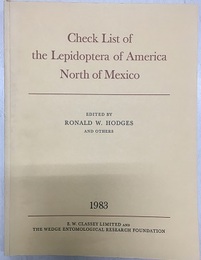 Check List of
the Lepidoptera of America
North of Mexico
EDITED BY
RONALD W. HODGES
AND OTHERS
1983
E. W. CLASSEY LIMITED AND
THE WEDGE ENTOMOLOGICAL RESEARCH FOUNDATION